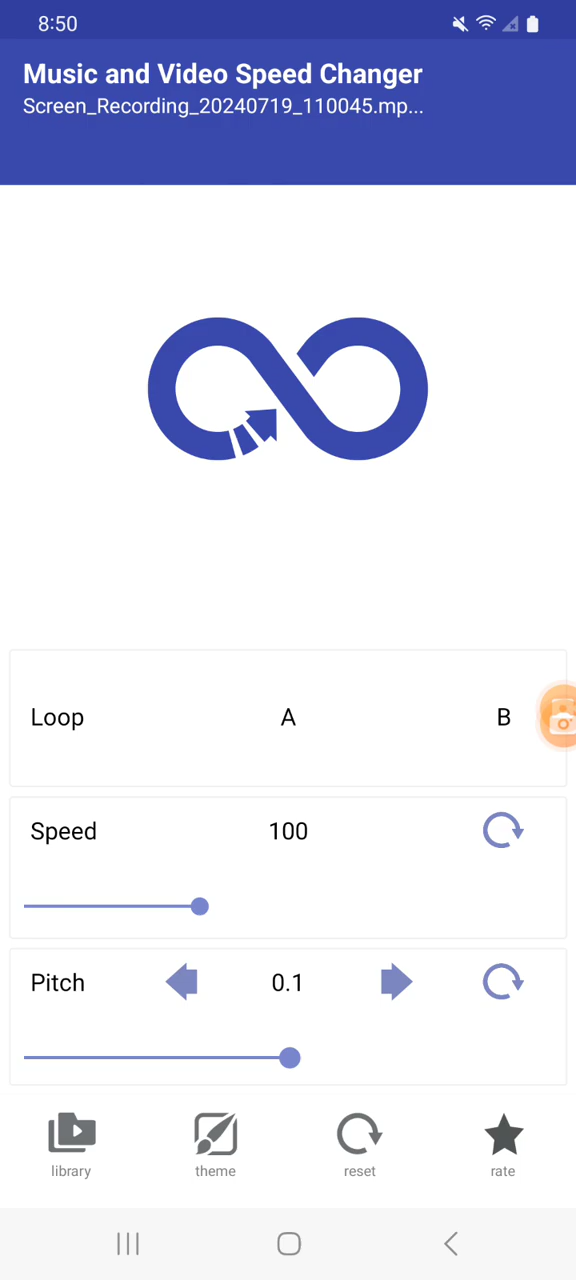 8:50
Music and Video Speed Changer
Screen_Recording_20240719_110045.mp...
Loop A B
Speed 100
Pitch 0.1
library theme reset rate